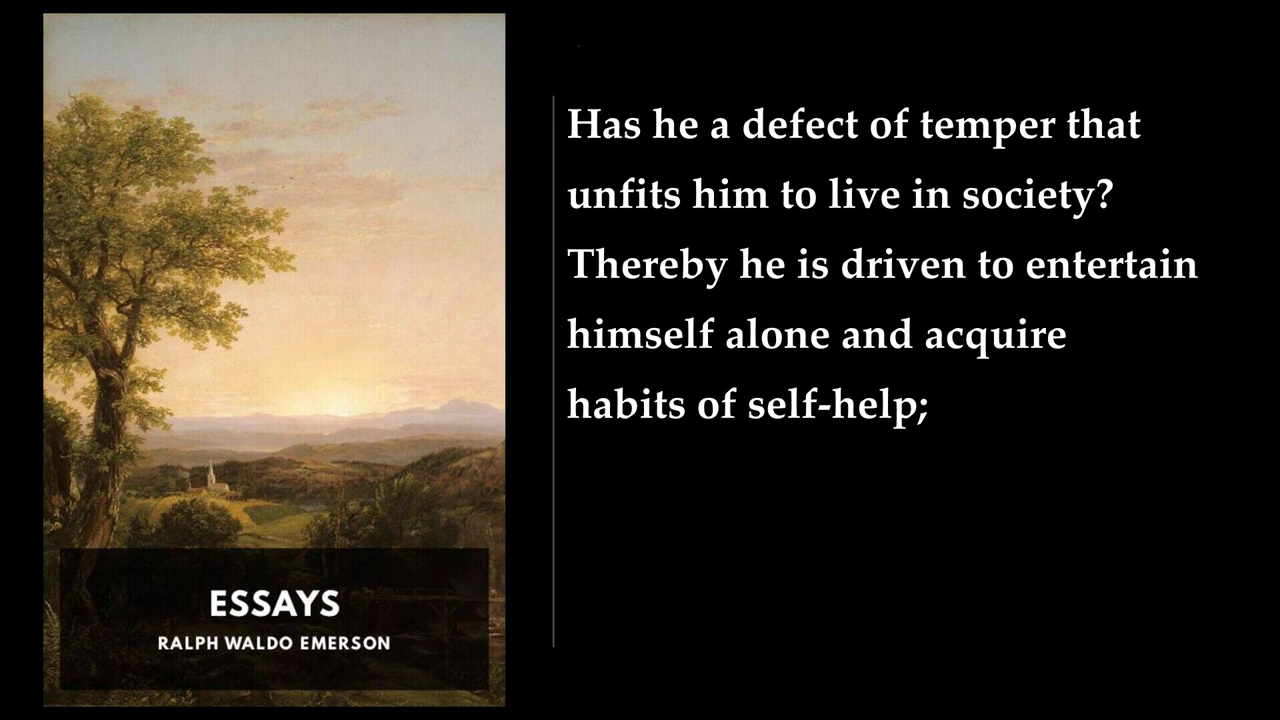 Has he a defect of temper that
unfits him to live in society?
Thereby he is driven to entertain
himself alone and acquire
habits of self-help;
ESSAYS
RALPH WALDO EMERSON